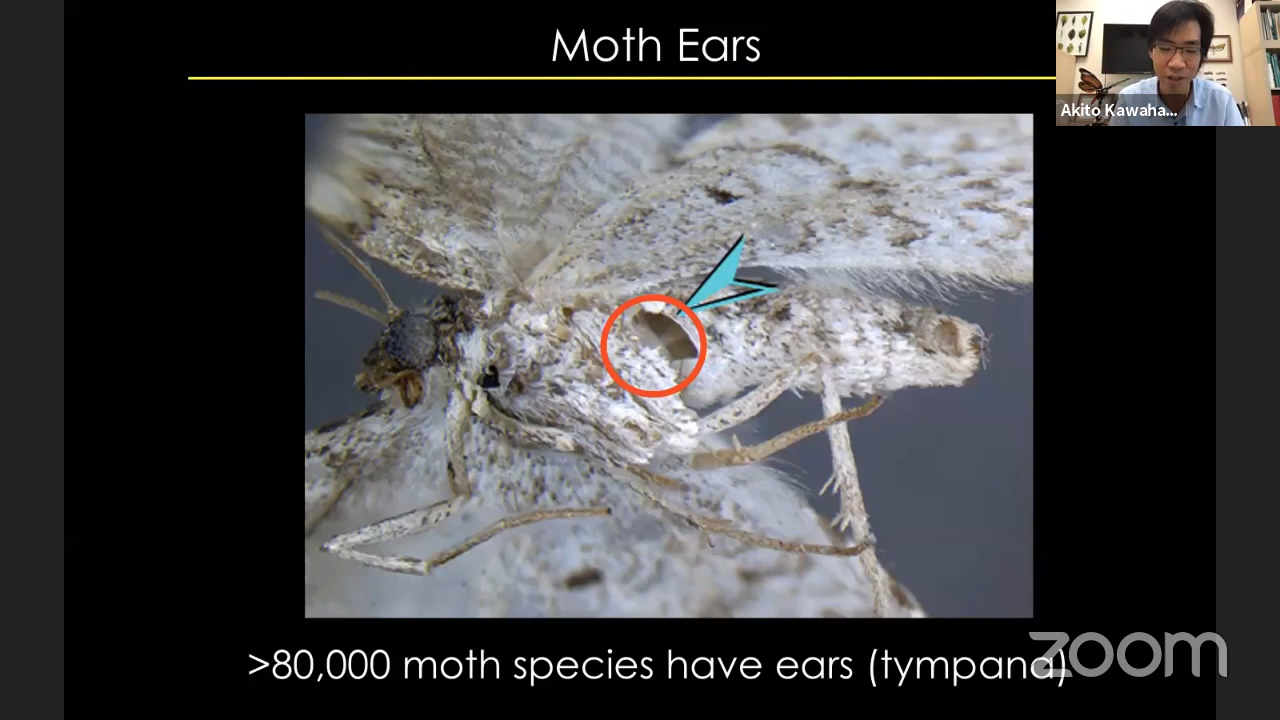 Moth Ears
Akito Kawaha...
>80,000 moth species have ears (tympana)
zoom